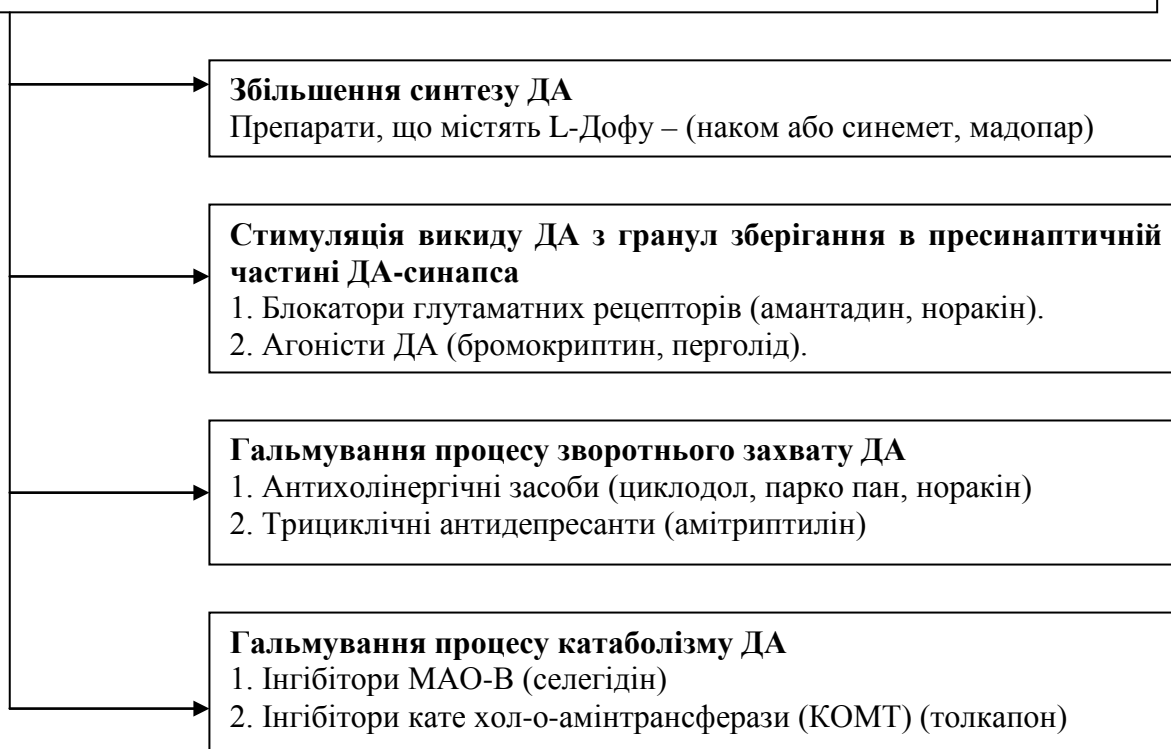 Збільшення синтезу ДА
Препарати, що містять L-Дофу – (наком або синемет, мадопар)
Стимуляція викиду ДА з гранул зберігання в пресинаптичній
частині ДА-синапса
1. Блокатори глутаматних рецепторів (амантадин, норакін).
2. Агоністи ДА (бромокриптин, перголід).
Гальмування процесу зворотнього захвату ДА
1. Антихолінергічні засоби (циклодол, парко пан, норакін)
2. Трициклічні антидепресанти (амітриптилін)
Гальмування процесу катаболізму ДА
1. Інгібітори МАО-В (селегідін)
2. Інгібітори кате хол-о-амінтрансферази (КОМТ) (толкапон)